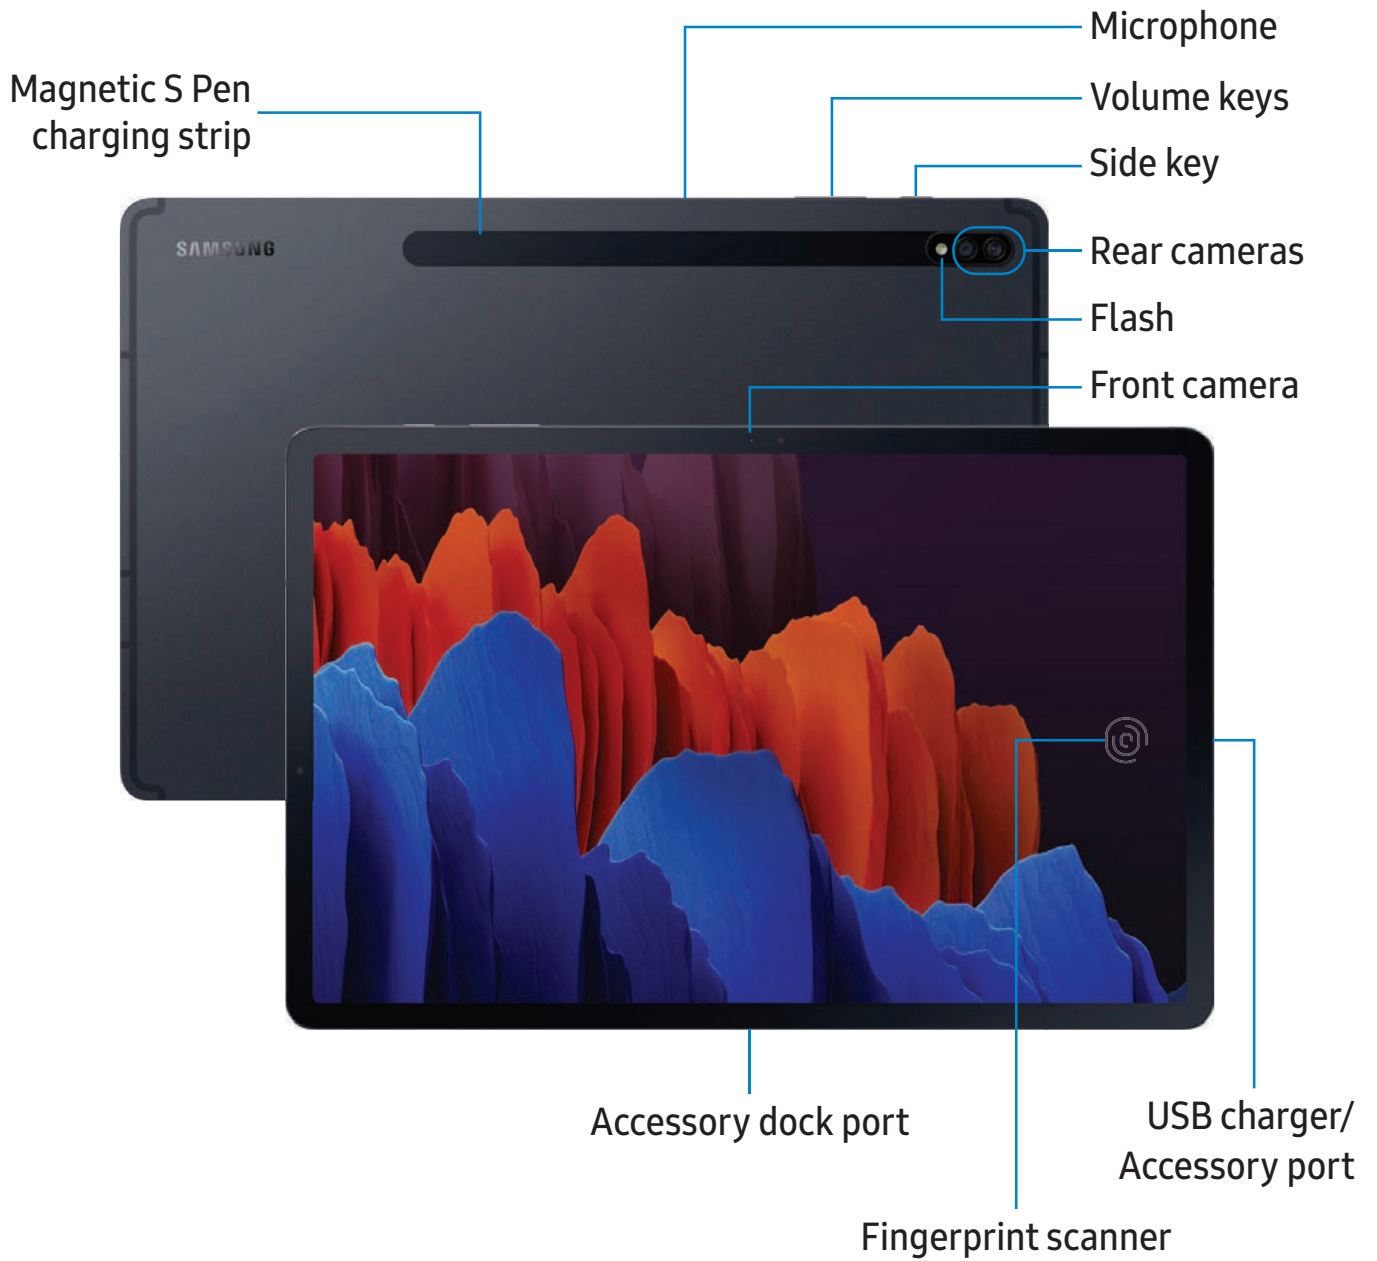 Microphone
Magnetic S Pen
charging strip
Volume keys
Side key
SAMSUNG
Rear cameras
Flash
Front camera
Accessory dock port
USB charger/
Accessory port
Fingerprint scanner